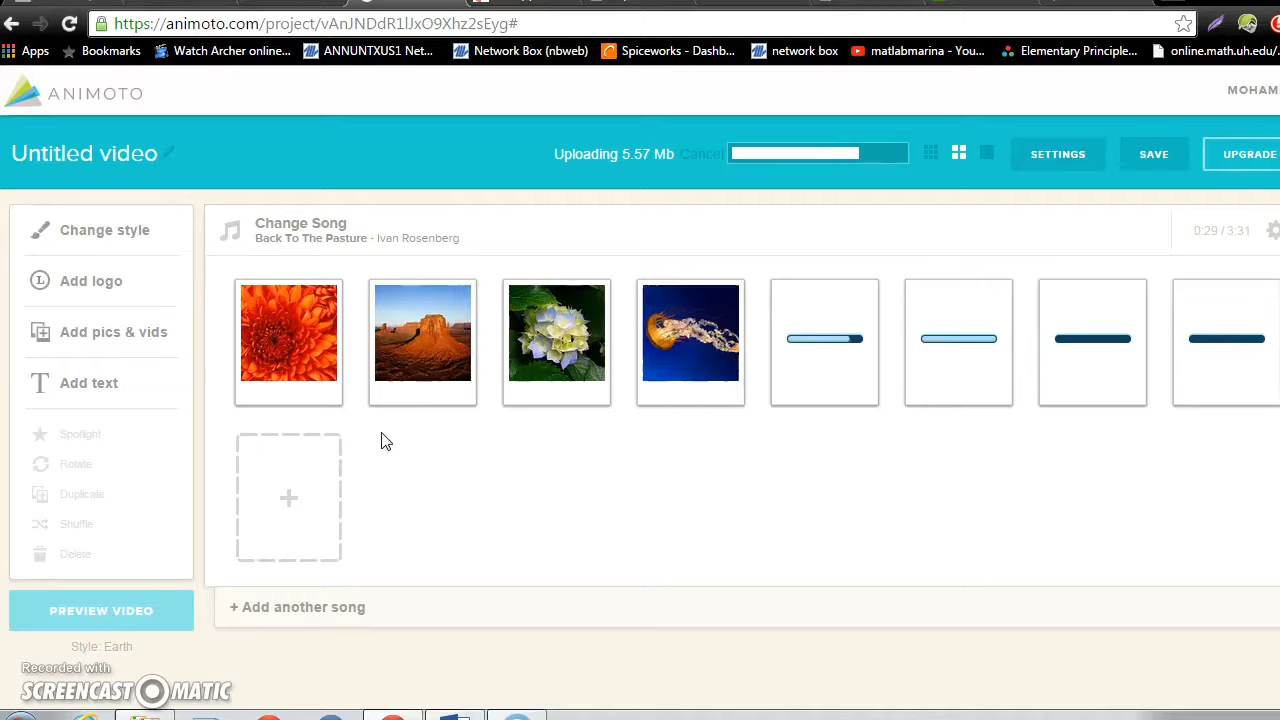 https://animoto.com/project/vAnJNDdR1lJxO9Xhz2sEyg#
Apps Bookmarks Watch Archer online... ANNUNTXUS1 Net... Network Box (nbweb) Spiceworks - Dashb... network box matlabmarina - You... Elementary Principle... online.math.uh.edu/
ANIMOTO
MOHAM
Untitled video
Uploading 5.57 Mb Cancel
SETTINGS
SAVE
UPGRADE
Change style
Add logo
Add pics & vids
Add text
Spotlight
Rotate
Duplicate
Shuffle
Delete
PREVIEW VIDEO
Style: Earth
Change Song
Back To The Pasture - Ivan Rosenberg
0:29 / 3:31
+ Add another song
Recorded with
SCREENCAST MATIC